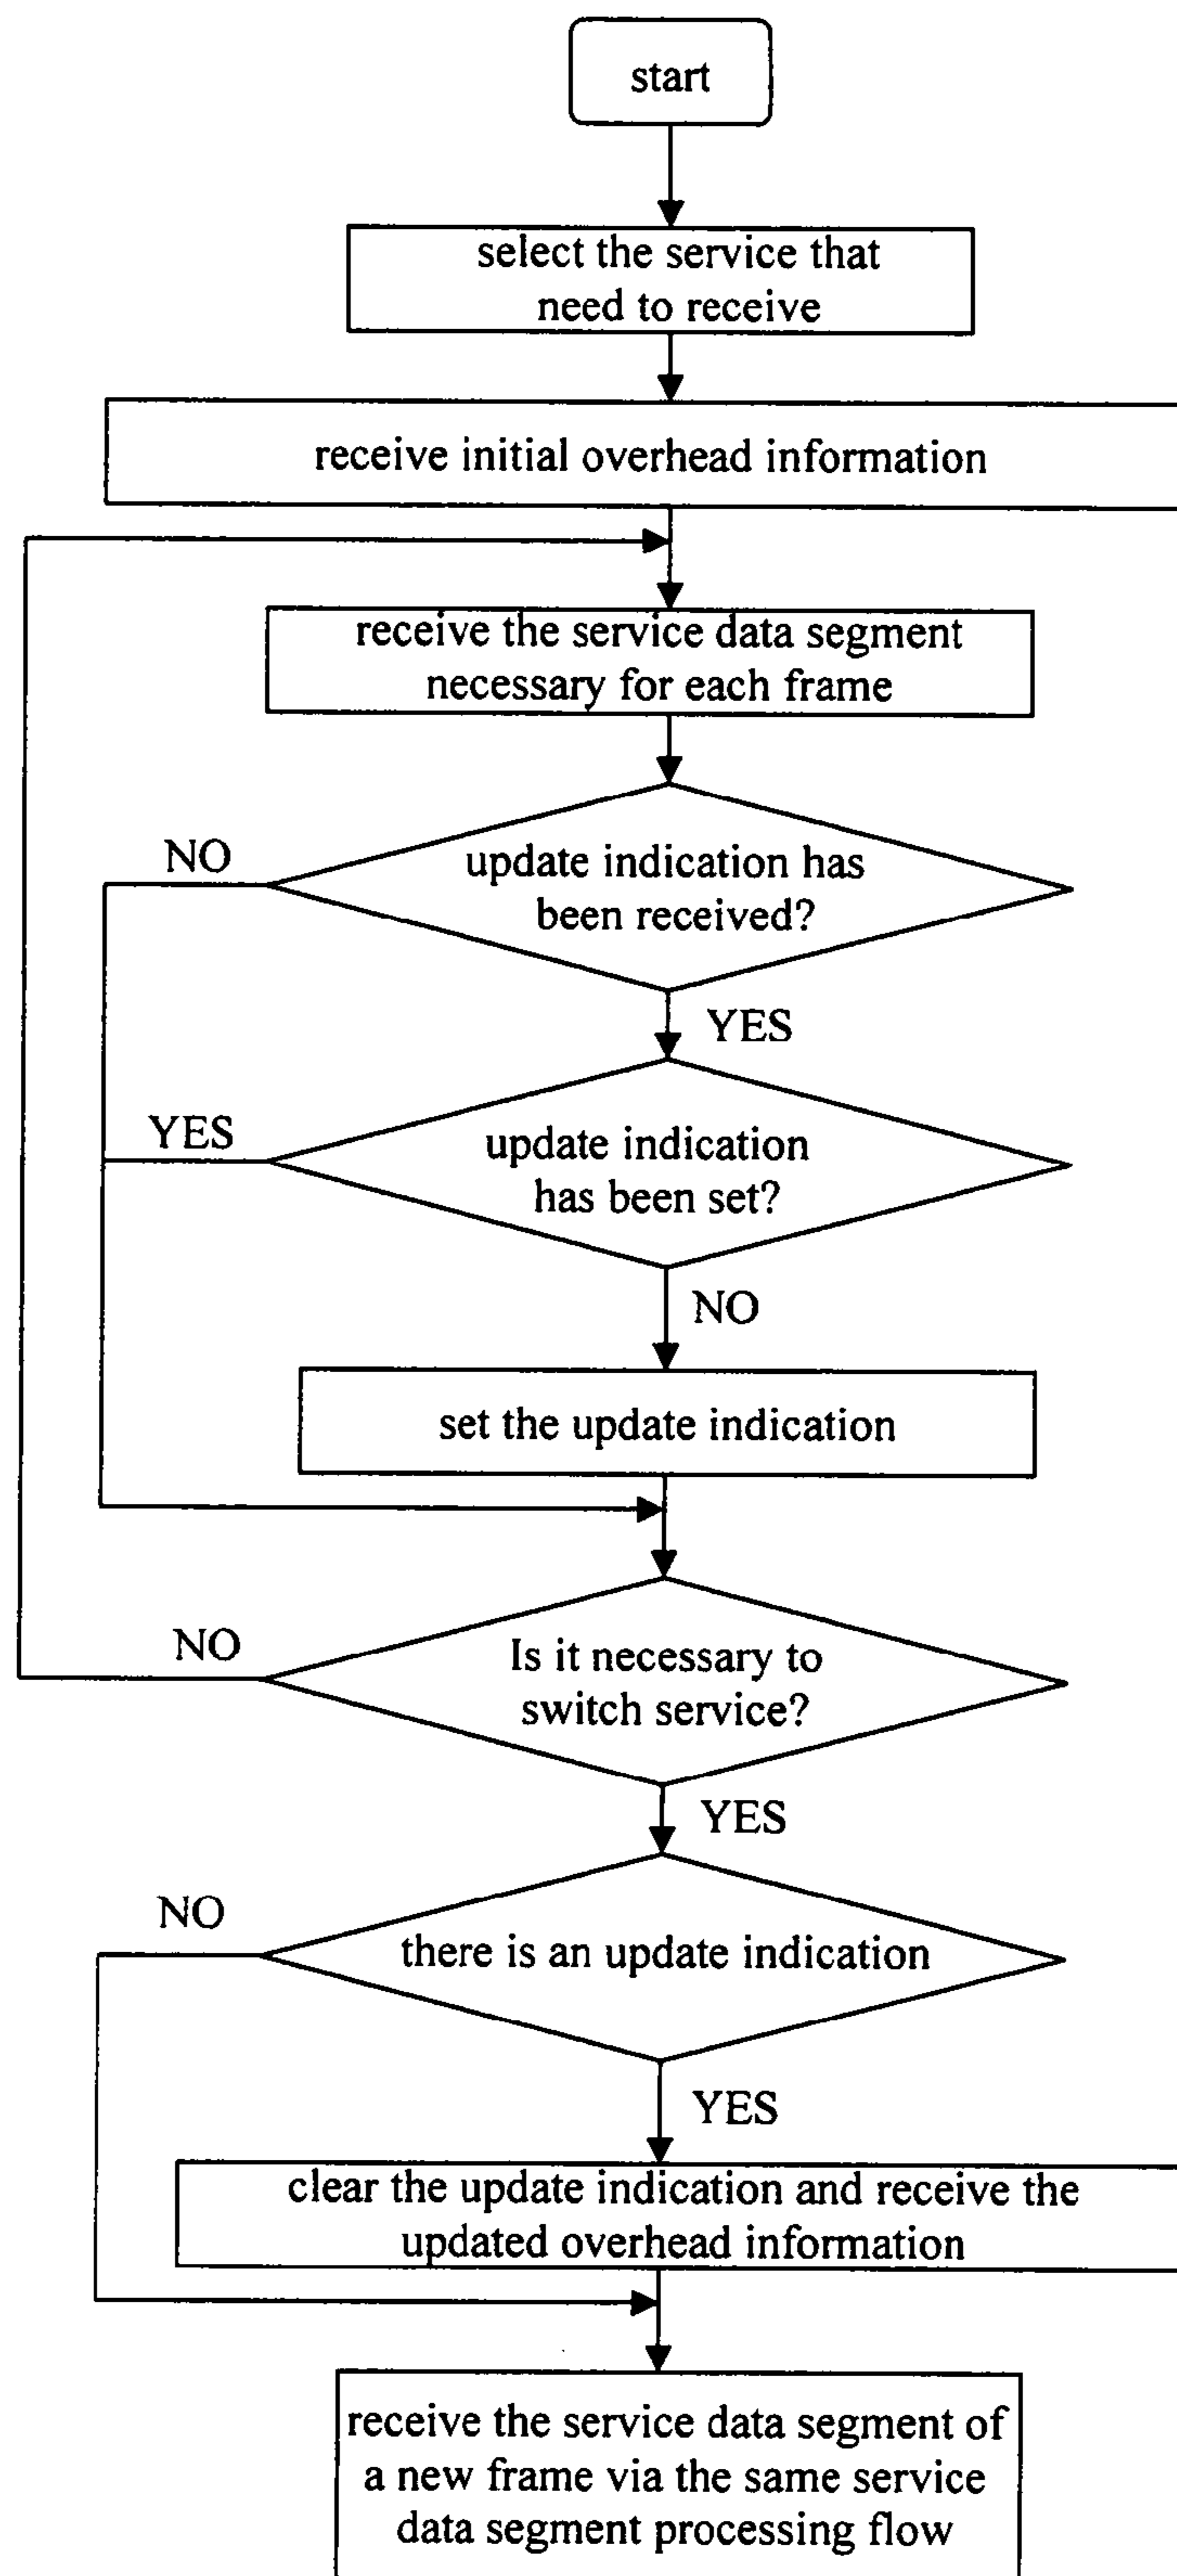 start
select the service that
need to receive
receive initial overhead information
receive the service data segment
necessary for each frame
NO
update indication has
been received?
YES
YES
update indication
has been set?
NO
set the update indication
NO
Is it necessary to
switch service?
YES
NO
there is an update indication
YES
clear the update indication and receive the
updated overhead information
receive the service data segment of
a new frame via the same service
data segment processing flow